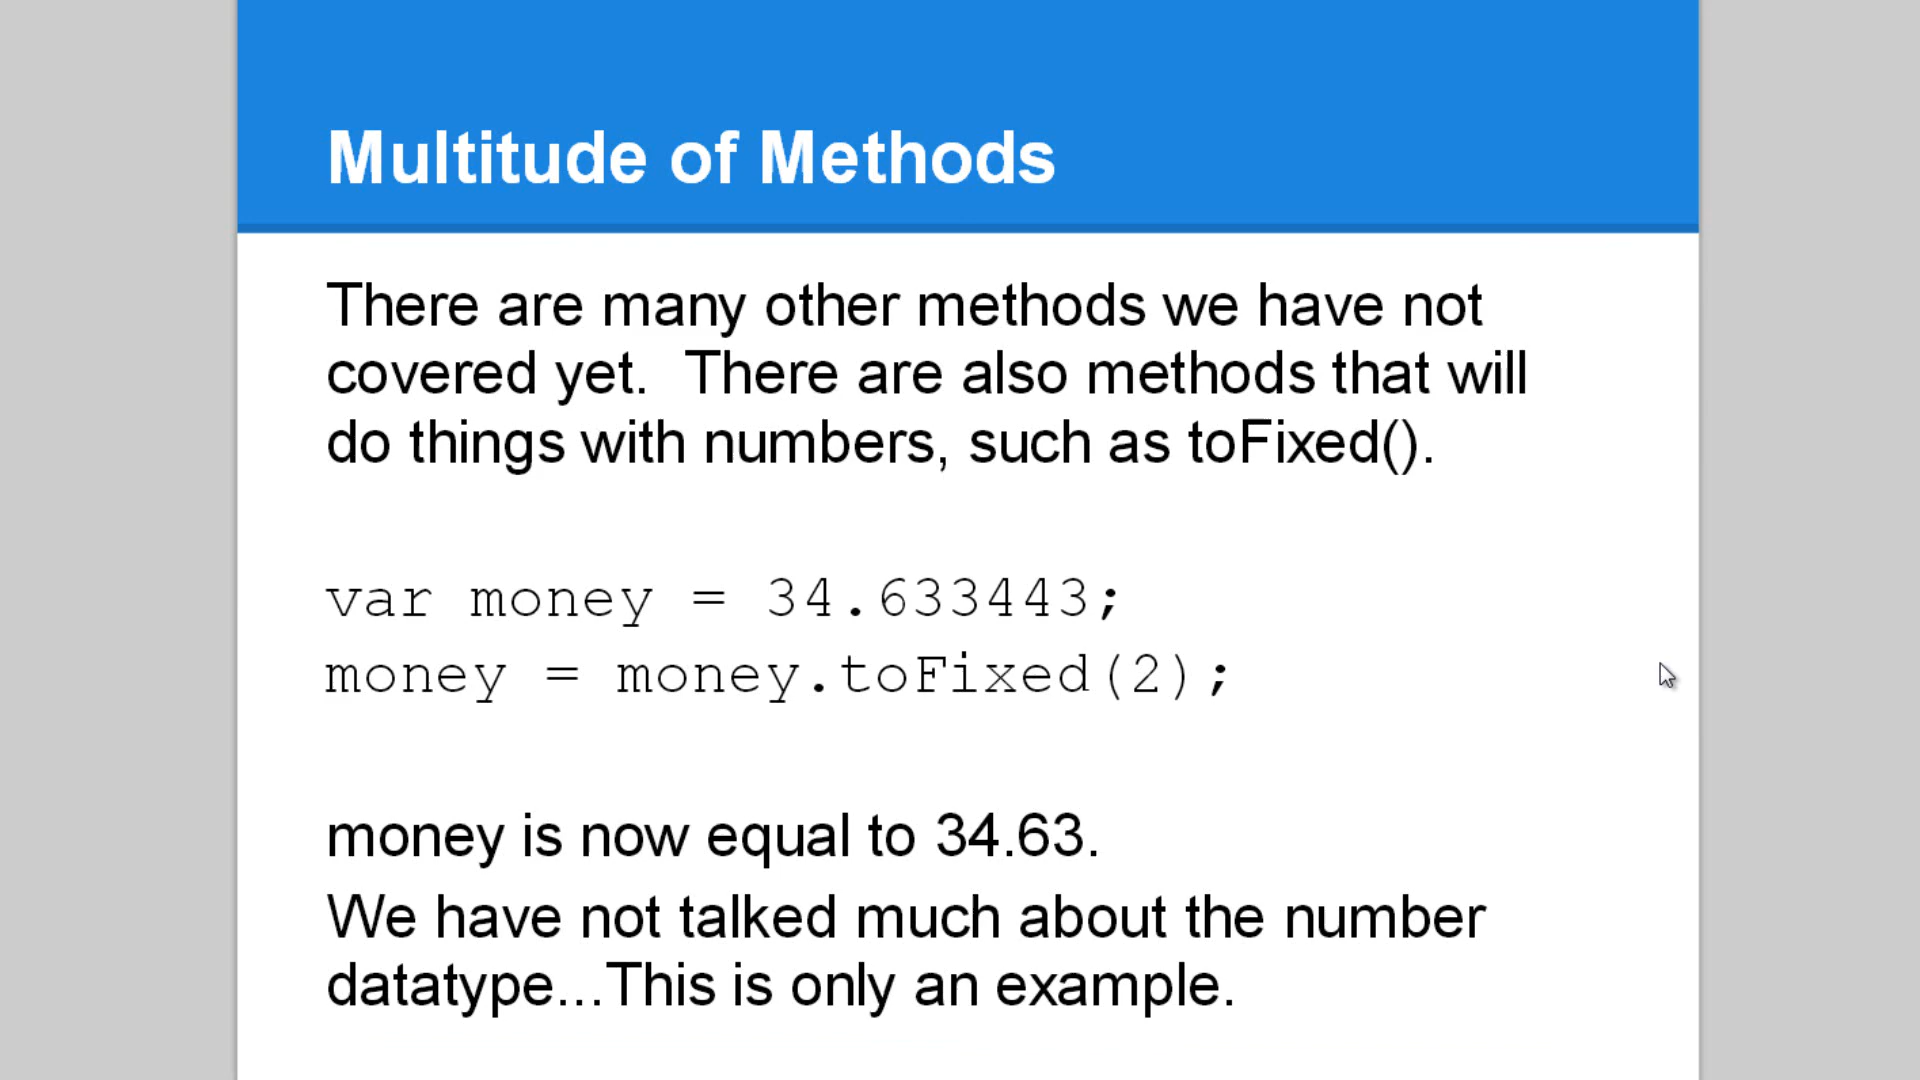 Multitude of Methods
There are many other methods we have not
covered yet.  There are also methods that will
do things with numbers, such as toFixed().
var money = 34.633443;
money = money.toFixed(2);
money is now equal to 34.63.
We have not talked much about the number
datatype...This is only an example.